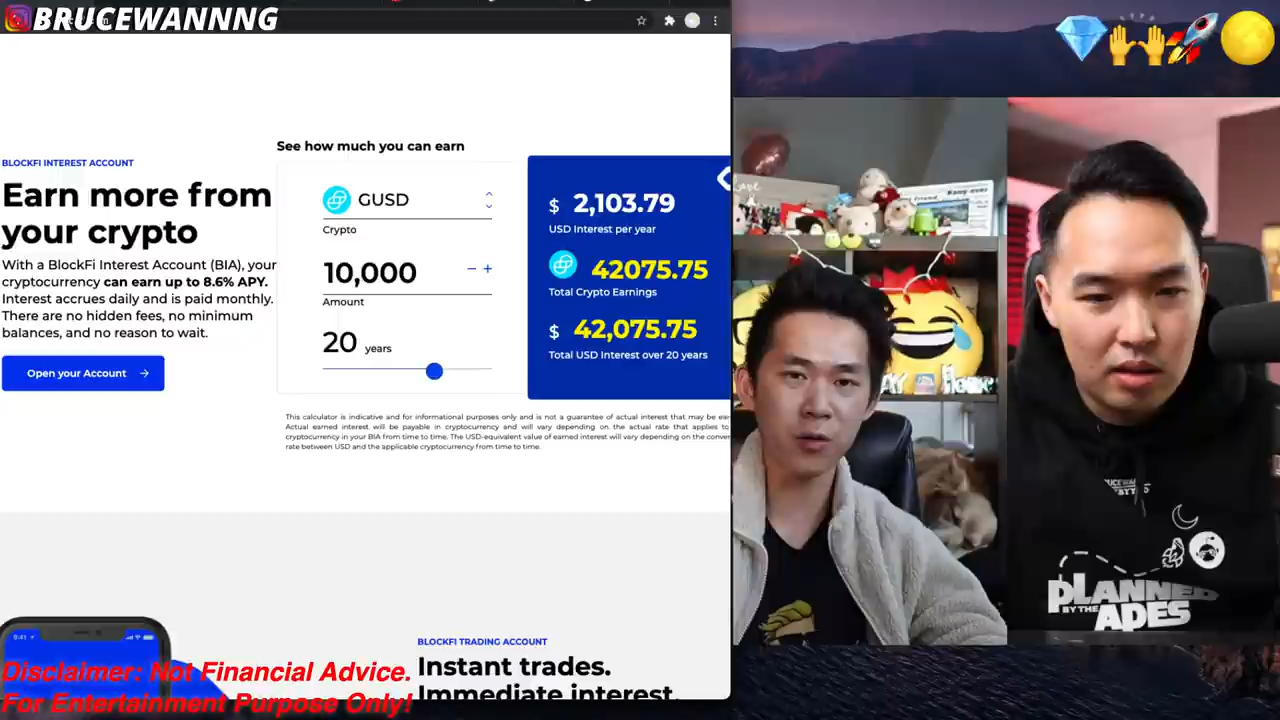 BRUCEWANNNG
BLOCKFI INTEREST ACCOUNT
Earn more from
your crypto
With a BlockFi Interest Account (BIA), your
cryptocurrency can earn up to 8.6% APY.
Interest accrues daily and is paid monthly.
There are no hidden fees, no minimum
balances, and no reason to wait.
Open your Account
See how much you can earn
GUSD
Crypto
10,000
Amount
20 years
$ 2,103.79
USD Interest per year
42075.75
Total Crypto Earnings
$ 42,075.75
Total USD Interest over 20 years
This calculator is indicative and for informational purposes only and is not a guarantee of actual interest that may be
Actual earned interest will be payable in cryptocurrency and will vary depending on the actual rate that applies to
cryptocurrency in your BIA from time to time. The USD-equivalent value of earned interest will vary depending on the
rate between USD and the applicable cryptocurrency from time to time.
BLOCKFI TRADING ACCOUNT
Instant trades.
Immediate interest.
9:41
Disclaimer: Not Financial Advice.
For Entertainment Purpose Only!
PLANNED
BY THE APES